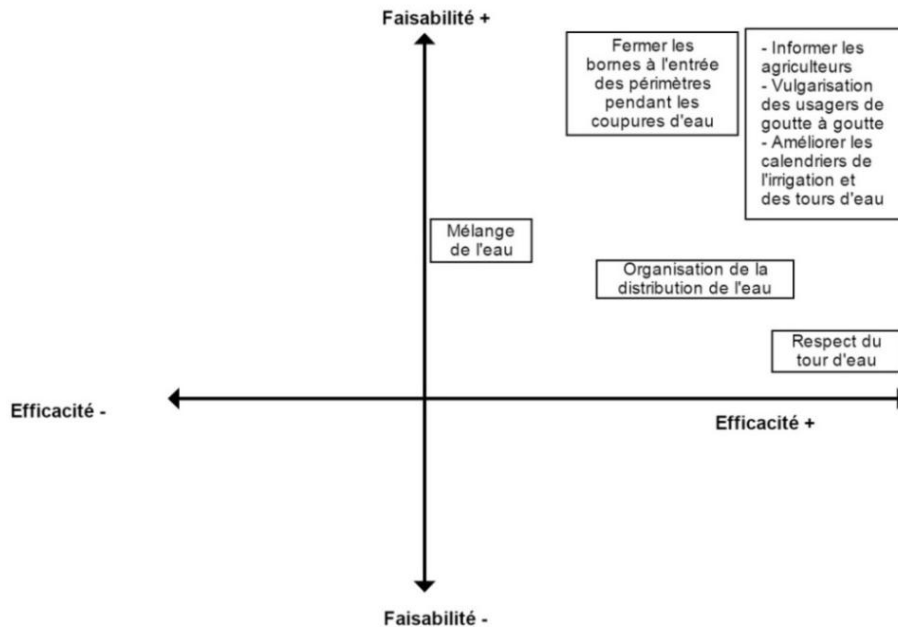 Faisabilité +
Fermer les
bornes à l'entrée
des périmètres
pendant les
coupures d'eau
- Informer les
agriculteurs
- Vulgarisation
des usagers de
goutte à goutte
- Améliorer les
calendriers de
l'irrigation et
des tours d'eau
Mélange
de l'eau
Organisation de la
distribution de l'eau
Respect du
tour d'eau
Efficacité -
Efficacité +
Faisabilité -